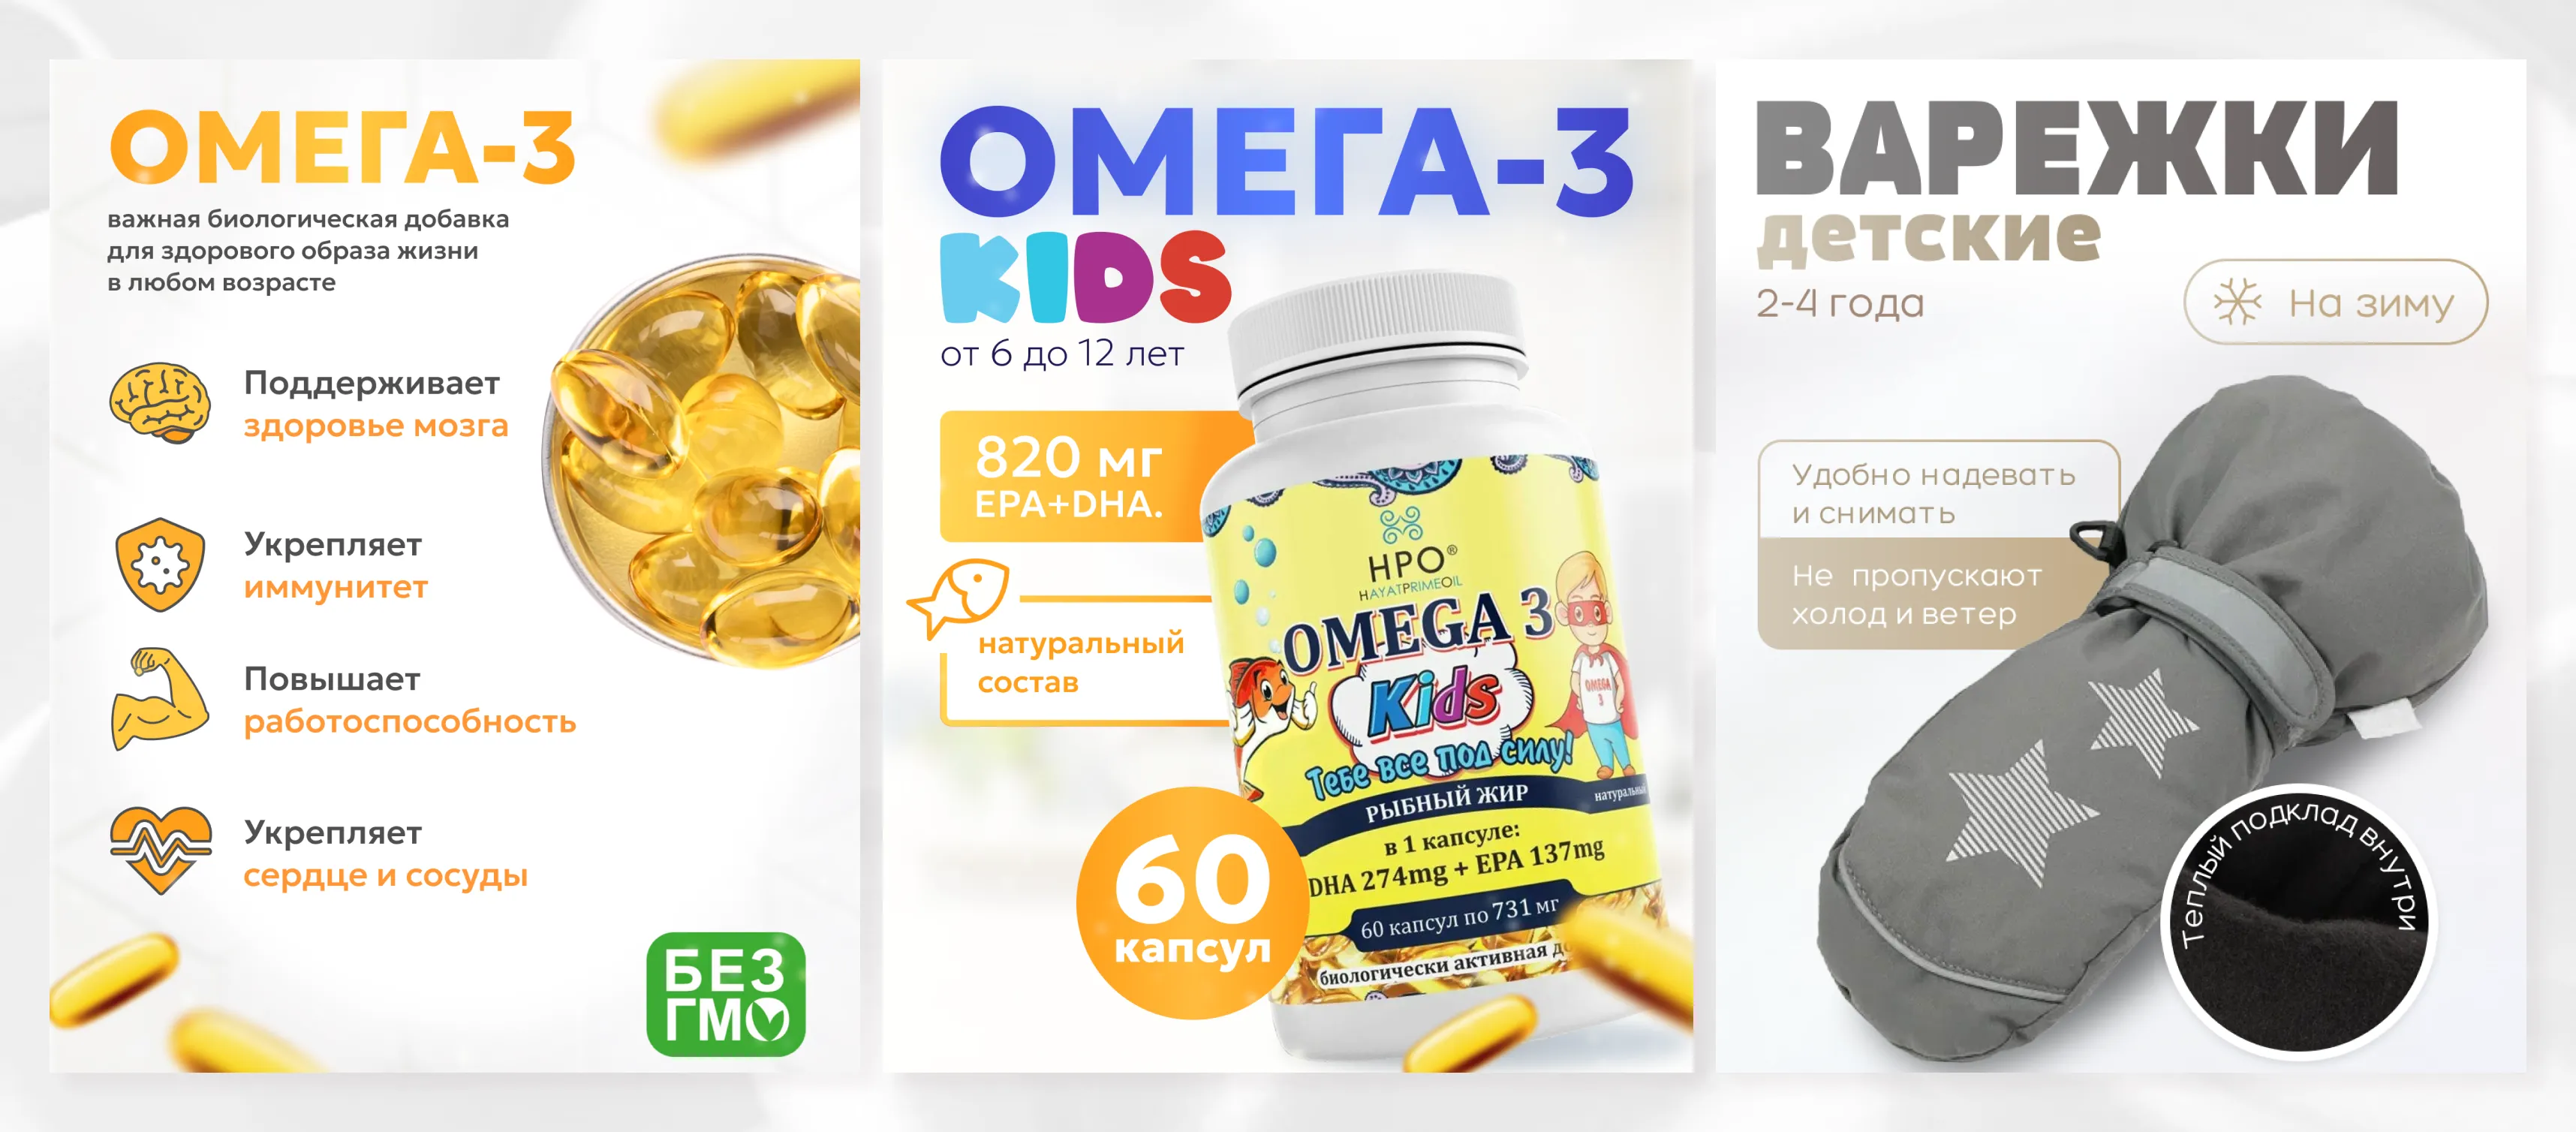 ОМЕГА-3
важная биологическая добавка
для здорового образа жизни
в любом возрасте
Поддерживает
здоровье мозга
Укрепляет
иммунитет
Повышает
работоспособность
Укрепляет
сердце и сосуды
БЕЗ
ГМО
ОМЕГА-3
KIDS
от 6 до 12 лет
820 мг
EPA+DHA.
натуральный
состав
60
капсул
HPO®
HAYATPRIMEOIL
OMEGA 3
Kids
Тебе все под силу!
OMEGA
3
РЫБНЫЙ ЖИР
в 1 капсуле:
DHA 274mg + EPA 137mg
60 капсул по 731 мг
биологически активная
ВАРЕЖКИ
детские
2-4 года
На зиму
Удобно надевать
и снимать
Не пропускают
холод и ветер
Теплый подклад внутри